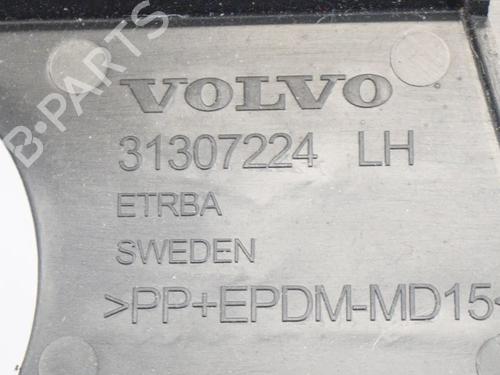 B-PARTS
VOLVO
31307224 LH
ETRBA
SWEDEN
>PP+EPDM-MD15<